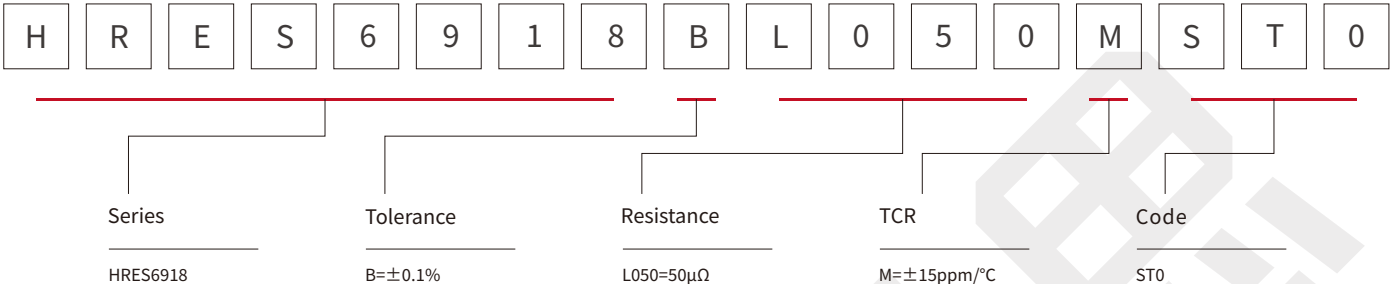 H R E S 6 9 1 8 B L 0 5 0 M S T 0
Series Tolerance Resistance TCR Code
HRES6918 B=±0.1% L050=50μΩ M=±15ppm/°C ST0